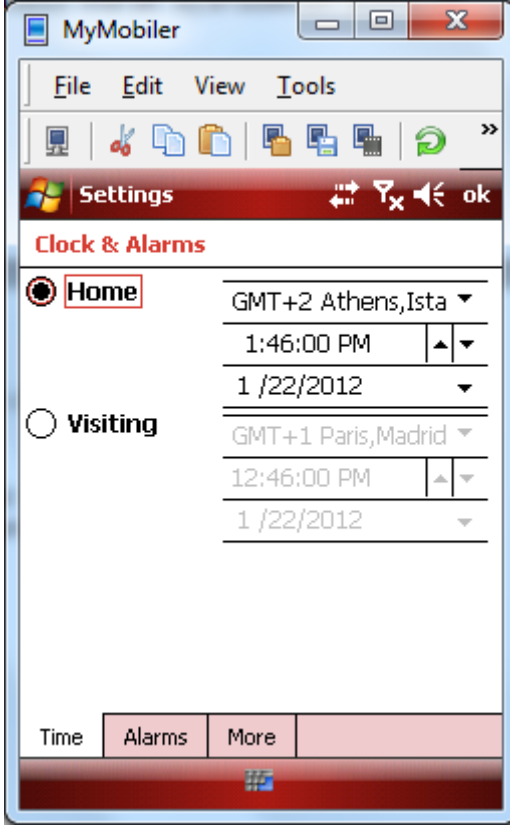 MyMobiler
File Edit View Tools
»
Settings ok
Clock & Alarms
Home GMT+2 Athens,Ista
1:46:00 PM
1 /22/2012
Visiting GMT+1 Paris,Madrid
12:46:00 PM
1 /22/2012
Time Alarms More